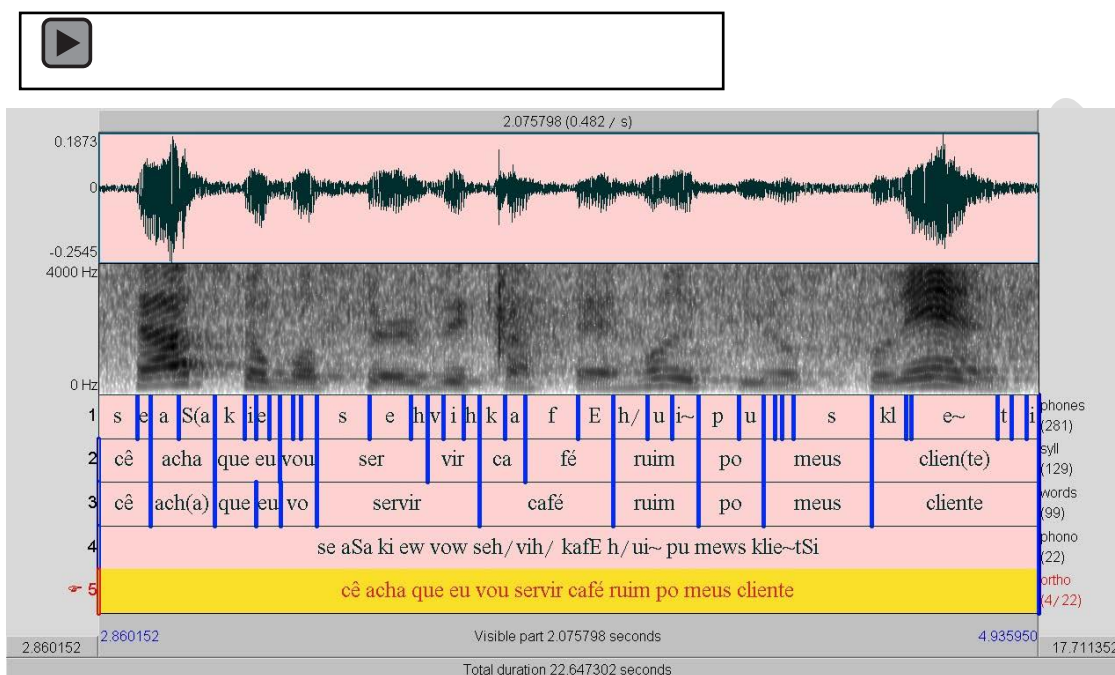 2.075798 (0.482 / s)
0.1873
0
-0.2545
4000 Hz
0 Hz
1 s e a S(a k i e s e h v i h k a f E h/ u i~ p u s kl e~ t i phones (281)
2 cê acha que eu vou ser vir ca fé ruim po meus clien(te) syll (129)
3 cê ach(a) que eu vo servir café ruim po meus cliente words (99)
4 se aSa ki ew vow seh/vih/ kafE h/ui~ pu mews klie~tSi phono (22)
5 cê acha que eu vou servir café ruim po meus cliente ortho (4/22)
2.860152 Visible part 2.075798 seconds 4.935950
2.860152 17.711352
Total duration 22.647302 seconds